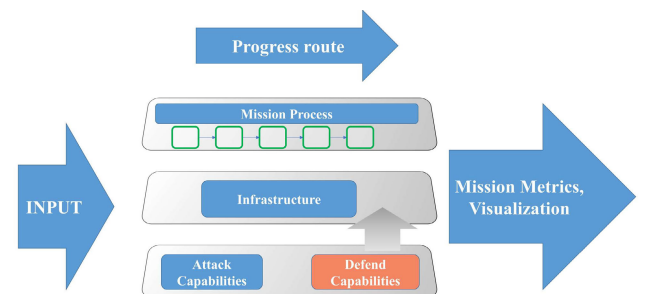 Progress route
Mission Process
INPUT
Infrastructure
Mission Metrics,
Visualization
Attack
Capabilities
Defend
Capabilities